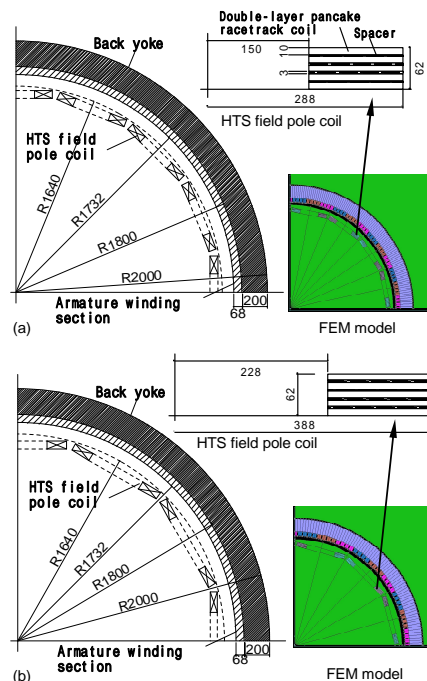 Double-layer pancake
racetrack coil
Spacer
Back yoke
150
10
3
62
288
HTS field pole coil
HTS field
pole coil
R1640
R1732
R1800
R2000
Armature winding
section
200
68
(a)
FEM model
228
62
388
HTS field pole coil
Back yoke
HTS field
pole coil
R1640
R1732
R1800
R2000
Armature winding
section
200
68
(b)
FEM model